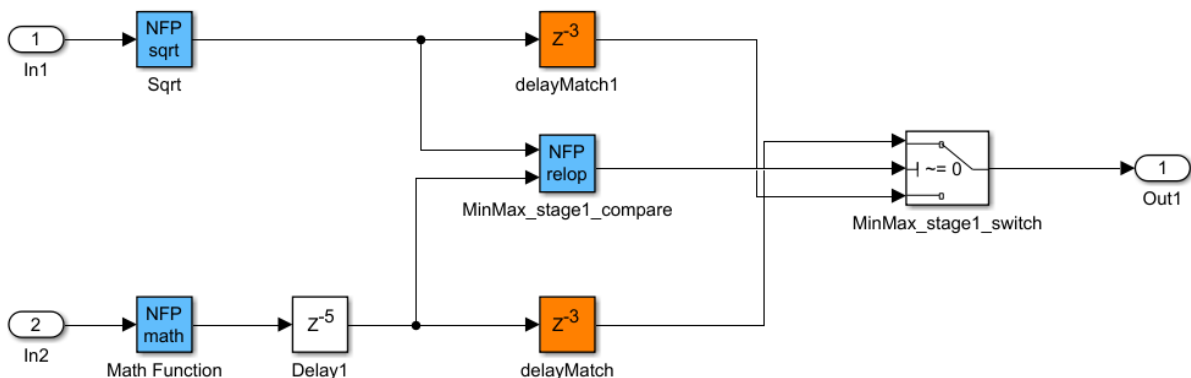 1
In1
NFP
sqrt
Sqrt
Z-3
delayMatch1
NFP
relop
MinMax_stage1_compare
~= 0
MinMax_stage1_switch
1
Out1
2
In2
NFP
math
Math Function
Z-5
Delay1
Z-3
delayMatch